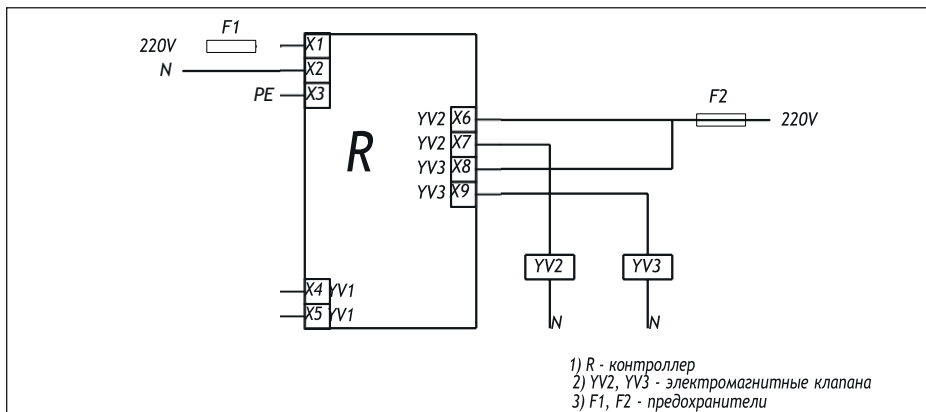 F1
220V
X1
N
X2
PE
X3
F2
YV2 X6
220V
YV2 X7
R
YV3 X8
YV3 X9
YV2
YV3
X4 YV1
X5 YV1
N
N
1) R - контроллер
2) YV2, YV3 - электромагнитные клапана
3) F1, F2 - предохранители